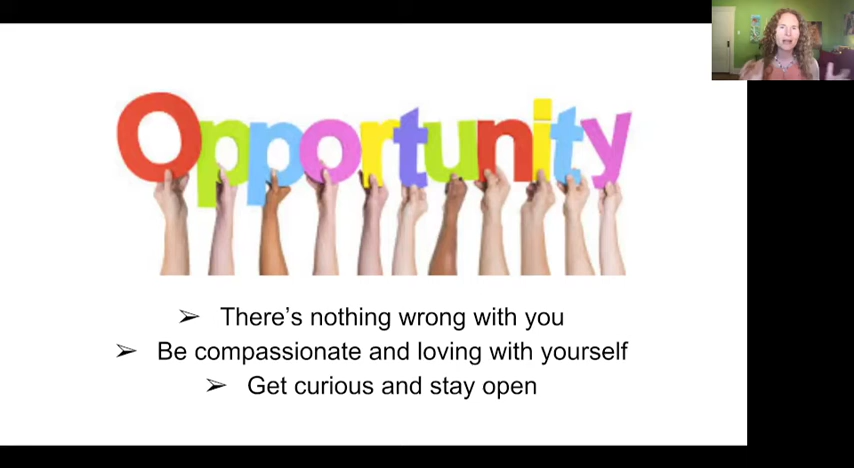 Opportunity
➢ There's nothing wrong with you
➢ Be compassionate and loving with yourself
➢ Get curious and stay open